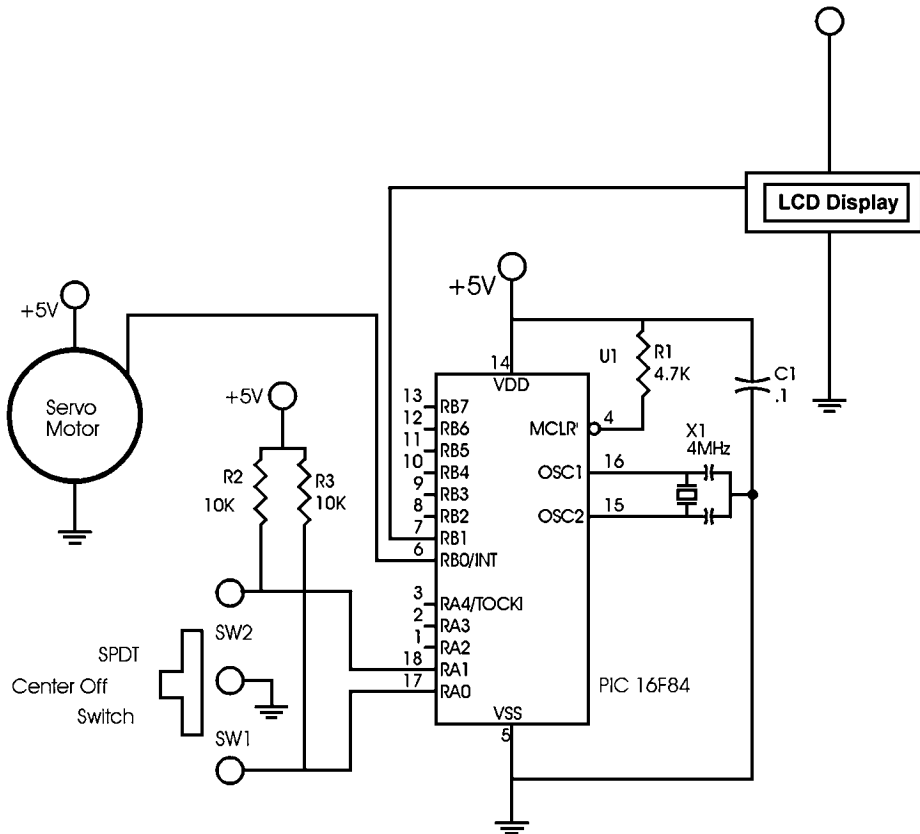 LCD Display
+5V
+5V
Servo
Motor
+5V
R2
10K
R3
10K
U1
R1
4.7K
C1
.1
X1
4MHz
14
VDD
13
RB7
12
RB6
11
RB5
10
RB4
9
RB3
8
RB2
7
RB1
6
RB0/INT
3
RA4/TOCKI
2
RA3
1
RA2
18
RA1
17
RA0
4
MCLR'
16
OSC1
15
OSC2
VSS
5
PIC 16F84
SW2
SPDT
Center Off
Switch
SW1